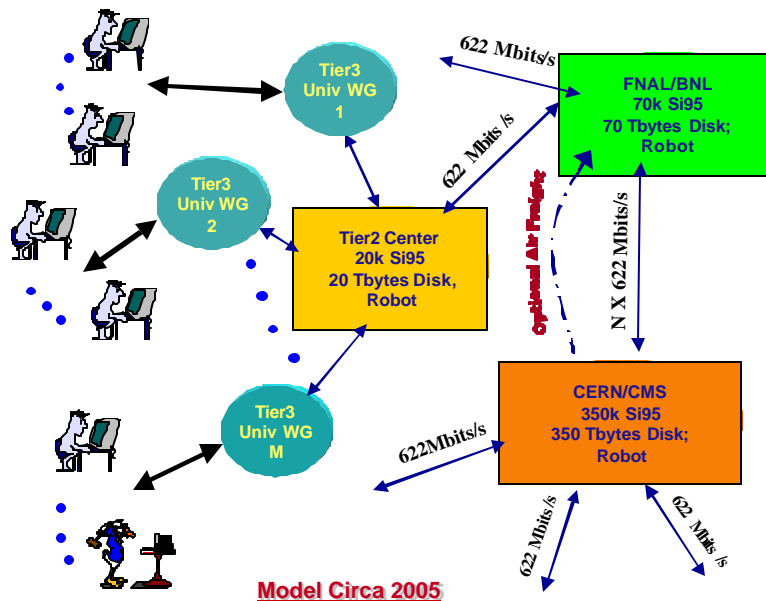 622 Mbits/s
Tier3
Univ WG
1
FNAL/BNL
70k Si95
70 Tbytes Disk;
Robot
622 Mbits /s
Tier3
Univ WG
2
Tier2 Center
20k Si95
20 Tbytes Disk,
Robot
Optional Air Freight
N X 622 Mbits/s
Tier3
Univ WG
M
CERN/CMS
350k Si95
350 Tbytes Disk;
Robot
622Mbits/s
622 Mbits/s
622 Mbits /s
Model Circa 2005